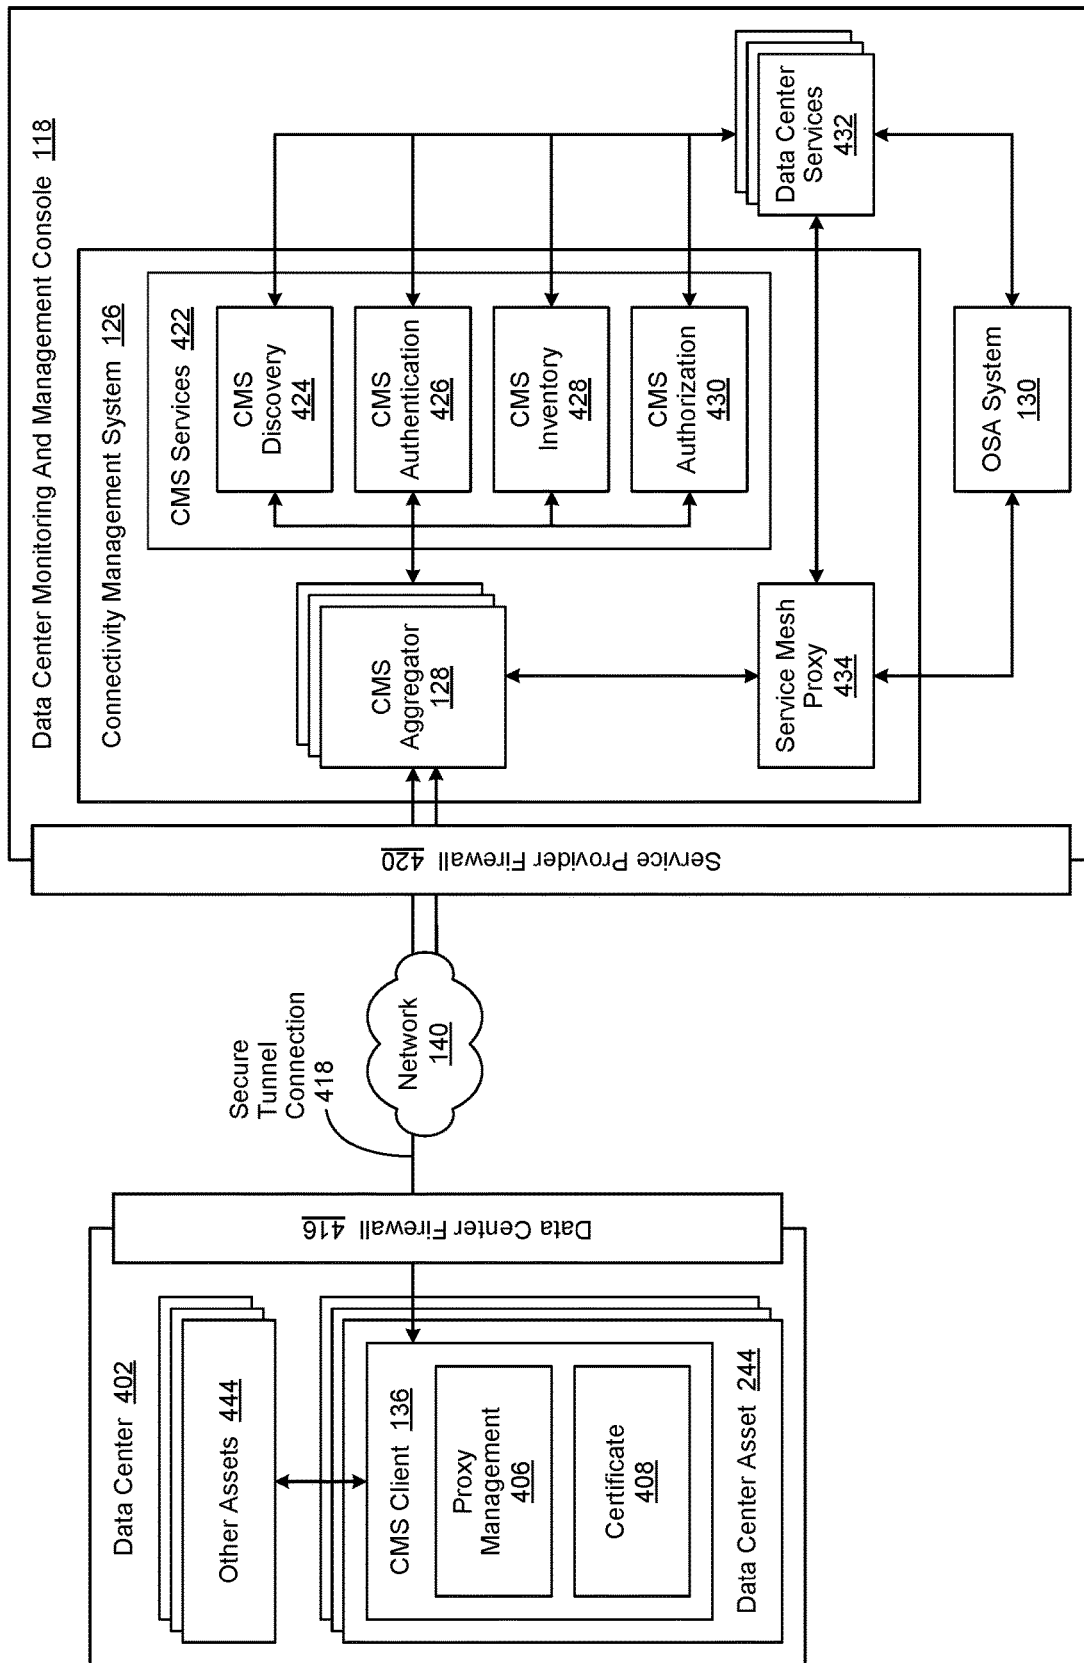 Data Center 402
Other Assets 444
CMS Client 136
Proxy
Management
406
Certificate
408
Data Center Asset 244
Data Center Firewall 416
Secure
Tunnel
Connection
418
Network
140
Service Provider Firewall 420
Data Center Monitoring And Management Console 118
Connectivity Management System 126
CMS
Aggregator
128
Service Mesh
Proxy
434
CMS Services 422
CMS
Discovery
424
CMS
Authentication
426
CMS
Inventory
428
CMS
Authorization
430
OSA System
130
Data Center
Services
432